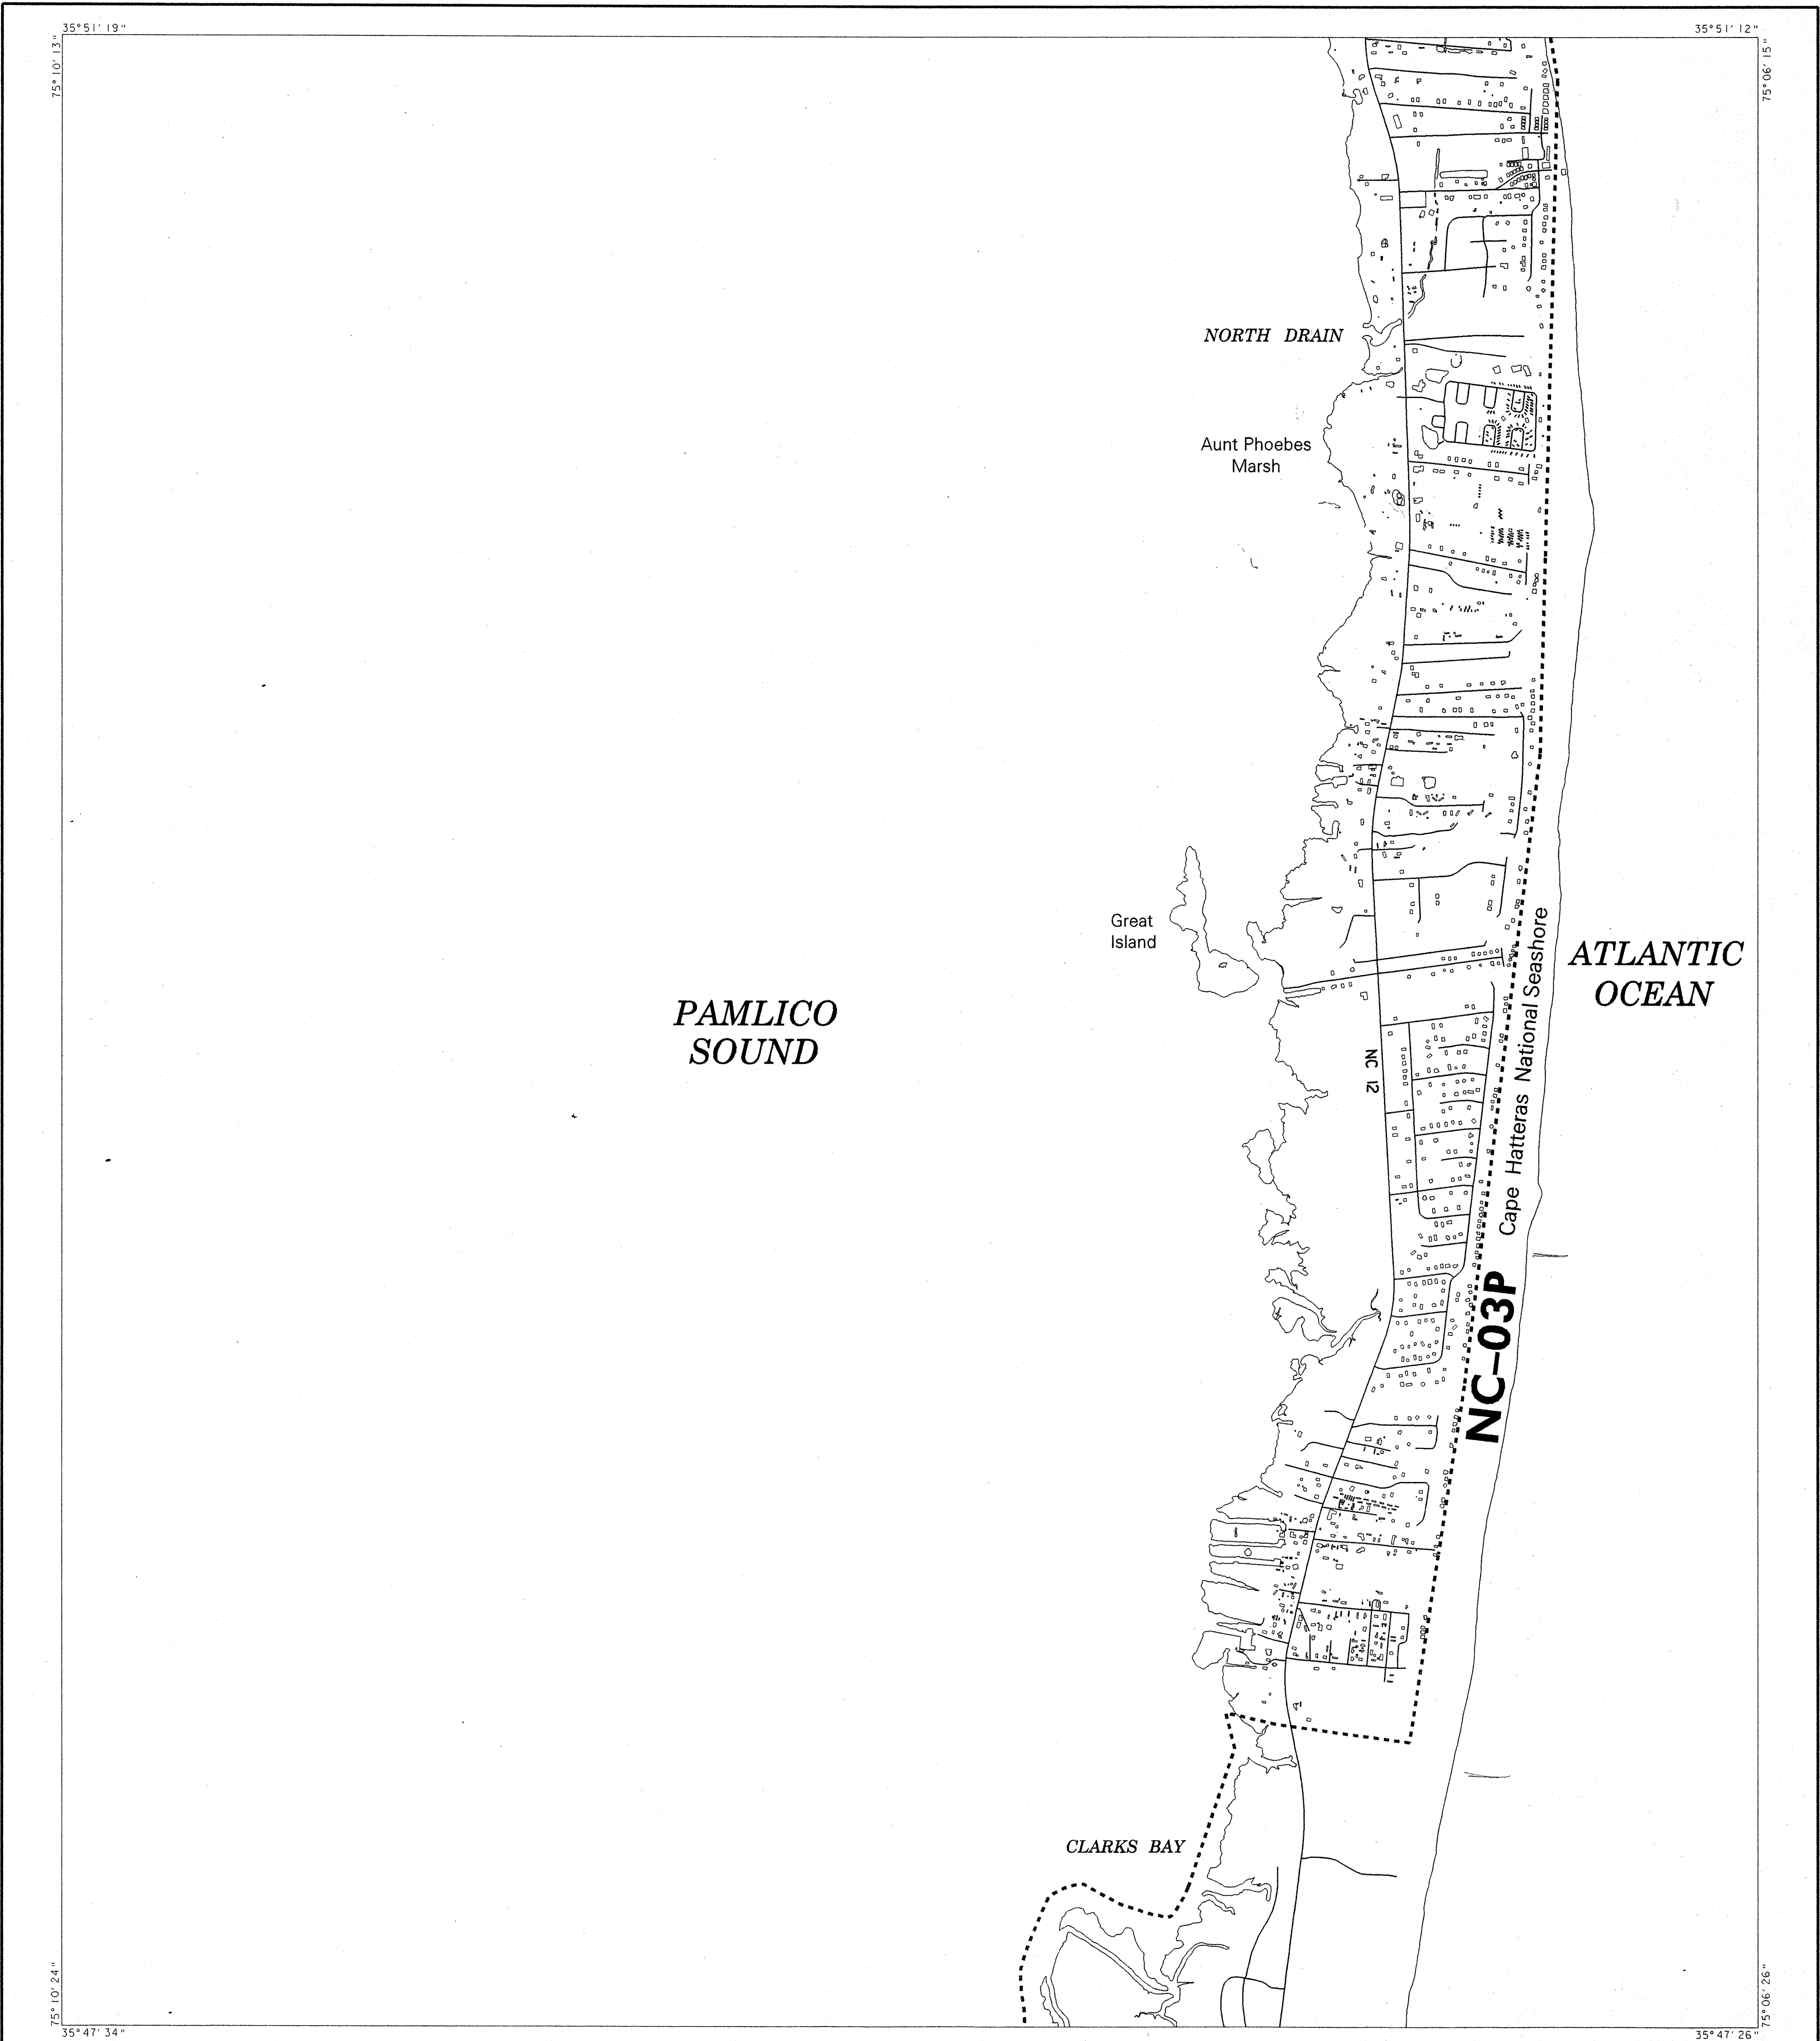 35°51'19"
35°51'12"
75°10'13"
75°06'15"
NORTH DRAIN
Aunt Phoebes
Marsh
Great
Island
ATLANTIC
OCEAN
PAMLICO
SOUND
NC 12
Cape Hatteras National Seashore
NC–03P
CLARKS BAY
75°10'24"
75°06'26"
35°47'34"
35°47'26"